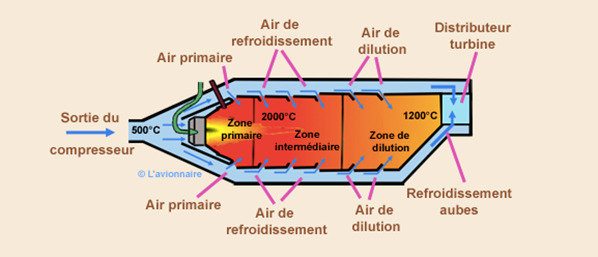 Air de
refroidissement
Air de
dilution
Distributeur
turbine
Air primaire
Sortie du
compresseur
500°C
Zone
primaire
2000°C
Zone
intermédiaire
Zone de
dilution
1200°C
© L'avionnaire
Air primaire
Air de
refroidissement
Air de
dilution
Refroidissement
aubes